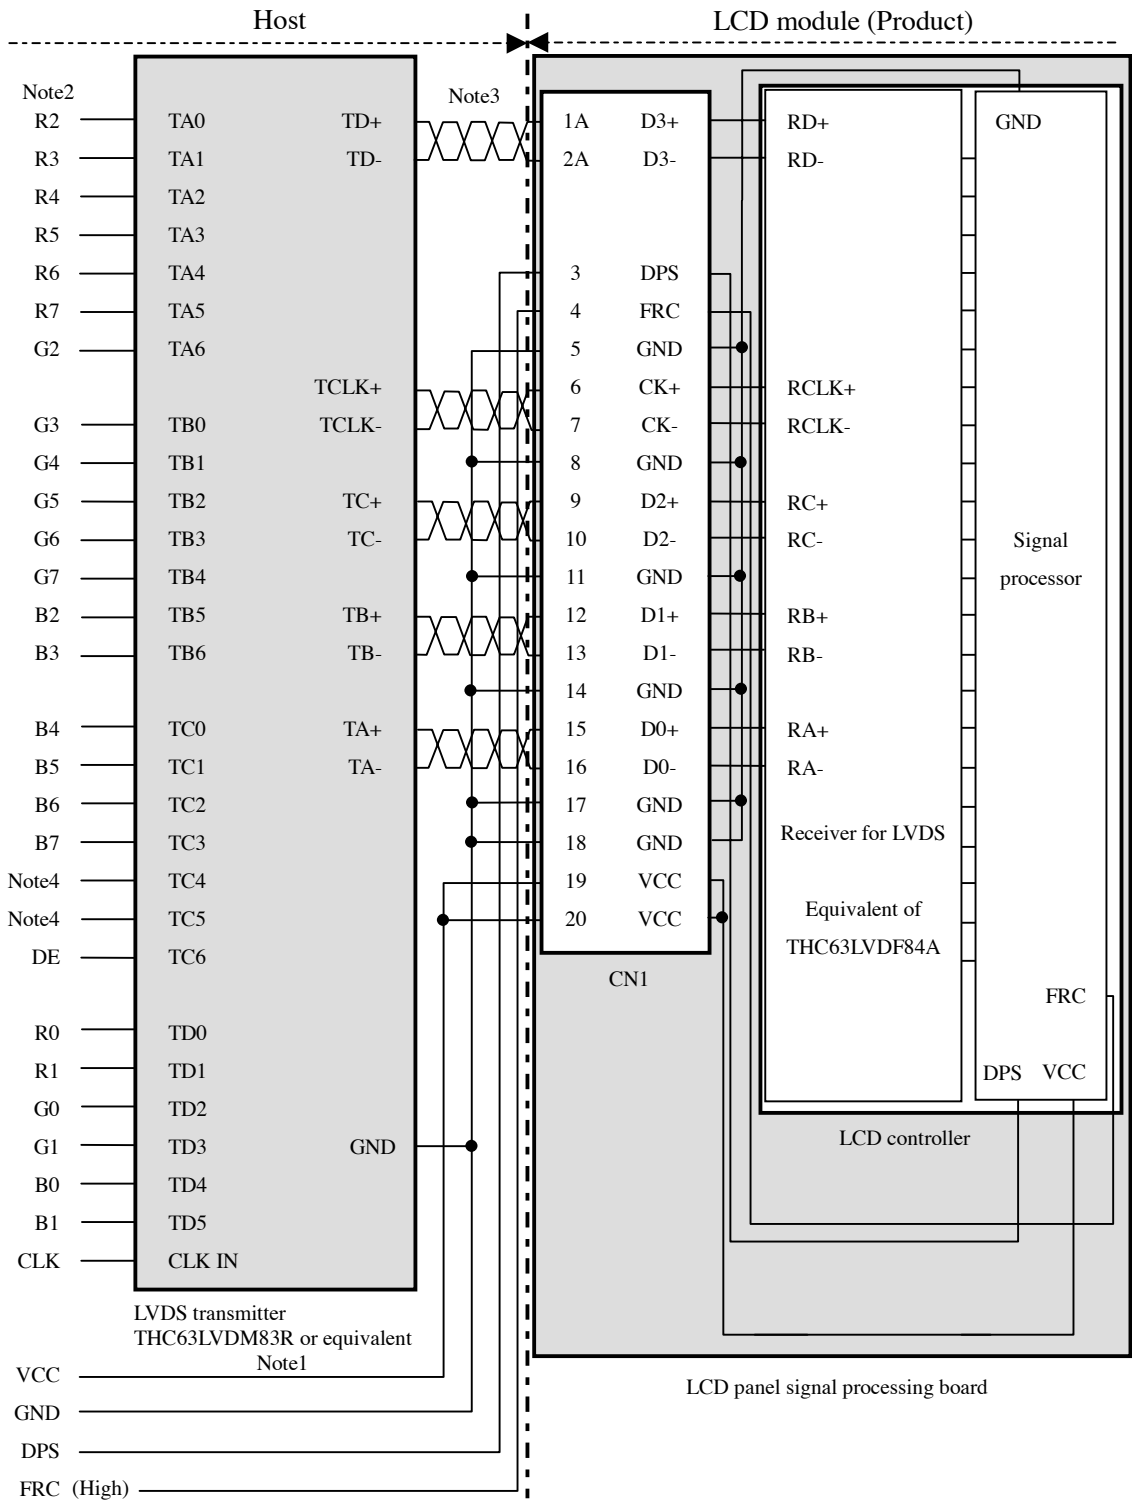 Host LCD module (Product)
Note2 Note3
R2 TA0 TD+ 1A D3+ RD+ GND
R3 TA1 TD- 2A D3- RD-
R4 TA2
R5 TA3
R6 TA4 3 DPS
R7 TA5 4 FRC
G2 TA6 5 GND
TCLK+ 6 CK+ RCLK+
G3 TB0 TCLK- 7 CK- RCLK-
G4 TB1 8 GND
G5 TB2 TC+ 9 D2+ RC+
G6 TB3 TC- 10 D2- RC- Signal
G7 TB4 11 GND processor
B2 TB5 TB+ 12 D1+ RB+
B3 TB6 TB- 13 D1- RB-
14 GND
B4 TC0 TA+ 15 D0+ RA+
B5 TC1 TA- 16 D0- RA-
B6 TC2 17 GND
B7 TC3 18 GND Receiver for LVDS
Note4 TC4 19 VCC
Note4 TC5 20 VCC Equivalent of
DE TC6 THC63LVDF84A
CN1
FRC
R0 TD0
R1 TD1 DPS VCC
G0 TD2
G1 TD3 GND LCD controller
B0 TD4
B1 TD5
CLK CLK IN
LVDS transmitter
THC63LVDM83R or equivalent
Note1
VCC
LCD panel signal processing board
GND
DPS
FRC (High)